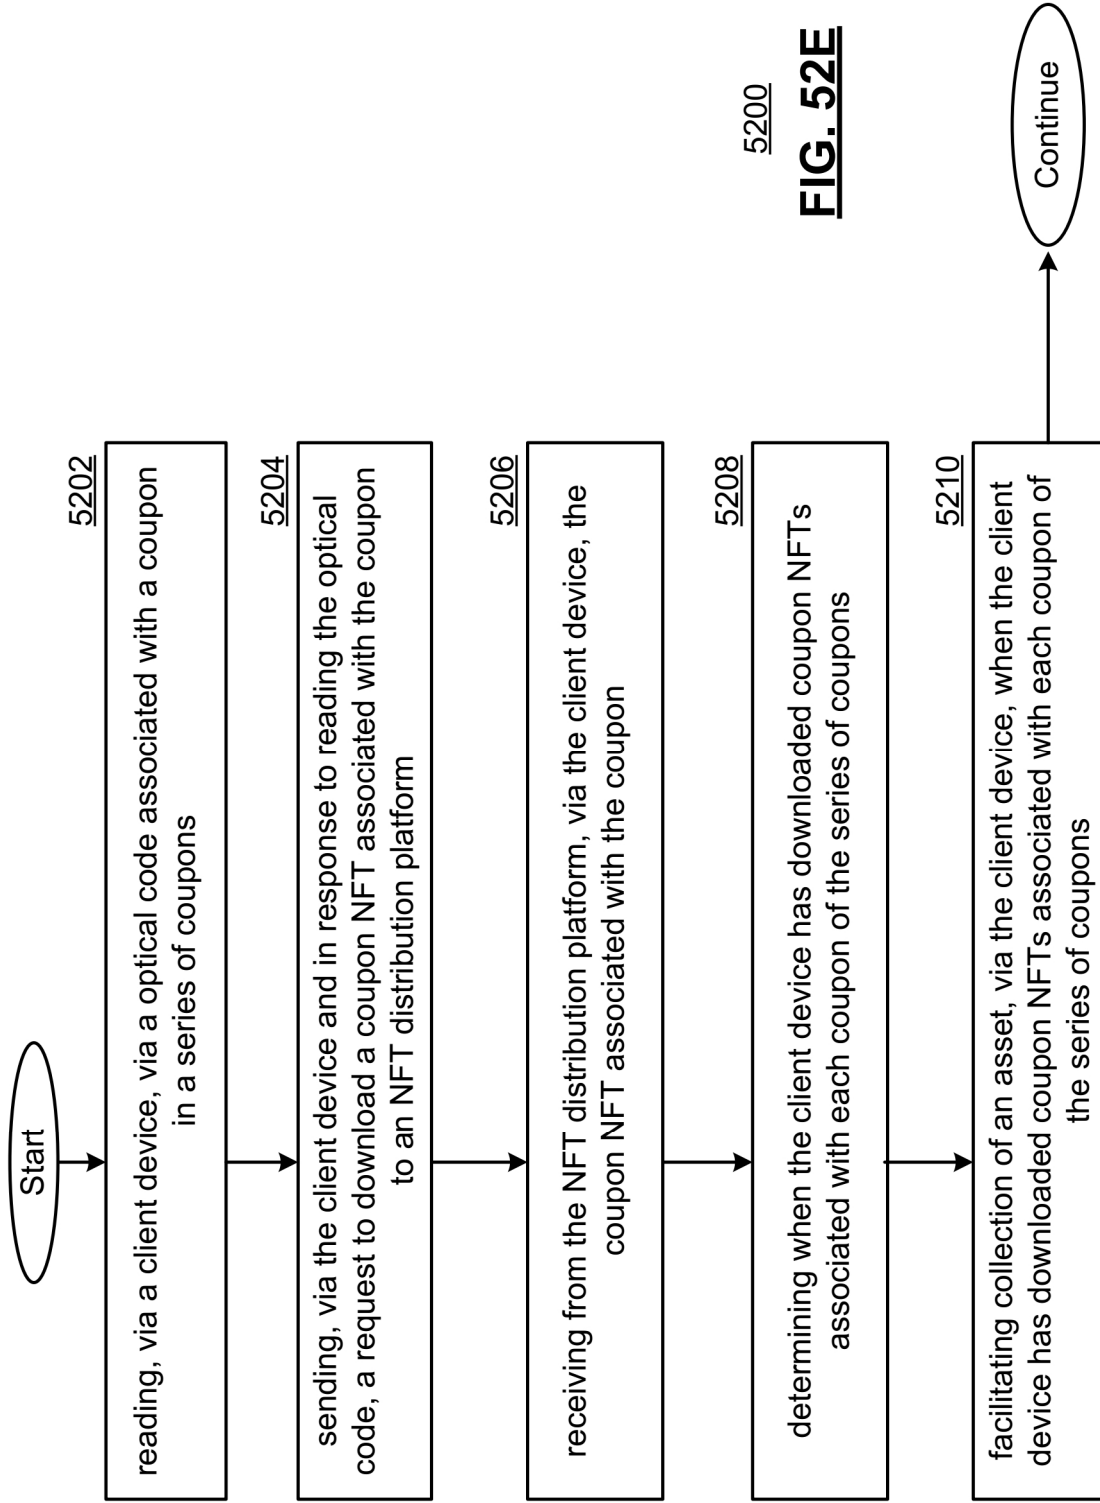 Start
5202
reading, via a client device, via a optical code associated with a coupon
in a series of coupons
5204
sending, via the client device and in response to reading the optical
code, a request to download a coupon NFT associated with the coupon
to an NFT distribution platform
5206
receiving from the NFT distribution platform, via the client device, the
coupon NFT associated with the coupon
5208
determining when the client device has downloaded coupon NFTs
associated with each coupon of the series of coupons
5210
facilitating collection of an asset, via the client device, when the client
device has downloaded coupon NFTs associated with each coupon of
the series of coupons
Continue
5200
FIG. 52E